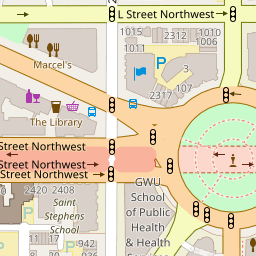 L Street Northwest
1015
1010
1011
1006
Marcel's
P
3
2317
107
The Library
Street Northwest
Street Northwest
Street Northwest
2420
2408
Saint
Stephens
School
GWU
School
of Public
Health
& Health
P
942